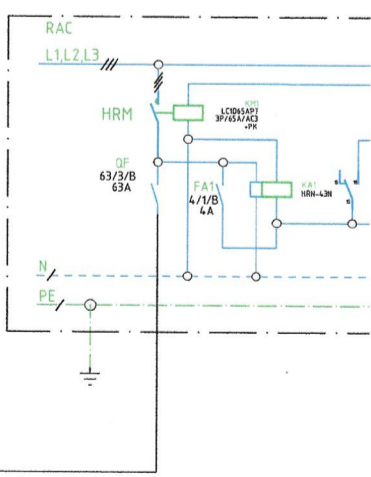 RAC
L1,L2,L3
KM1
LC1D65AP7
3P/65A/AC3
+PK
HRM
QF
63/3/B
63A
FA1
4/1/B
4A
KA1
HRN-43N
N
PE